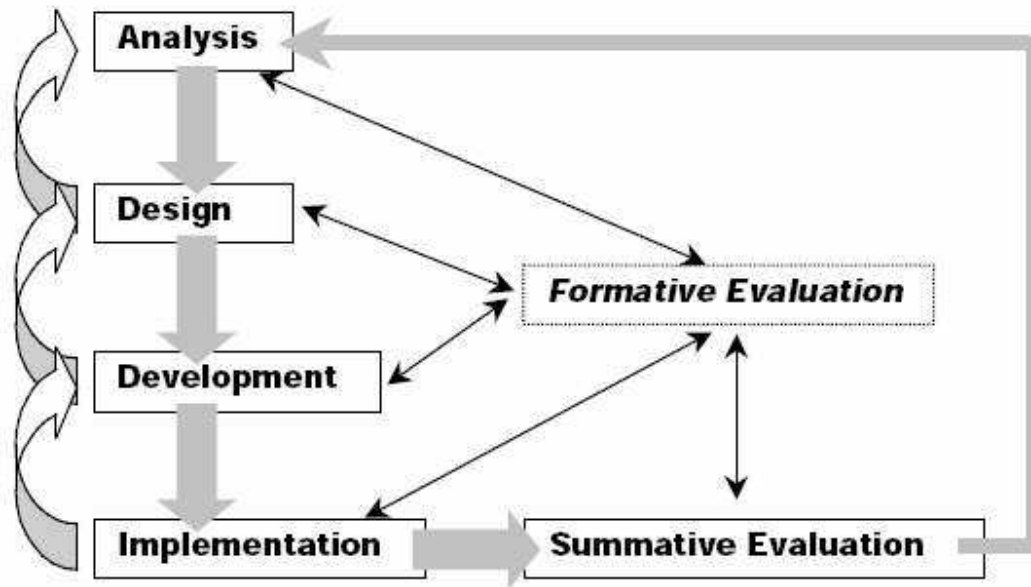 Analysis
Design
Formative Evaluation
Development
Implementation
Summative Evaluation